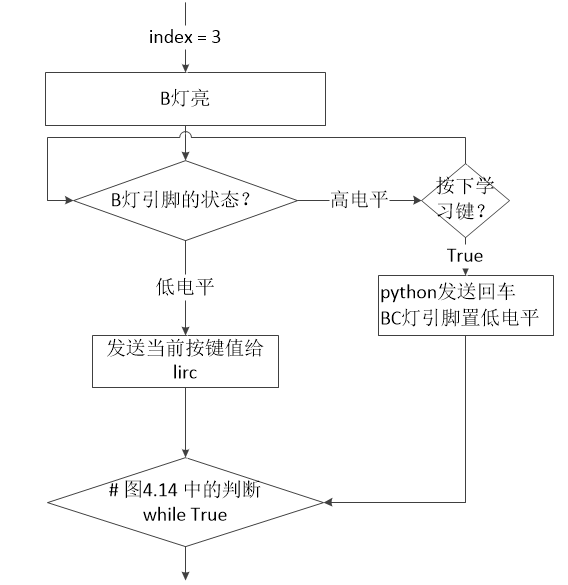 index = 3
B灯亮
B灯引脚的状态？
高电平
按下学
习键？
True
低电平
python发送回车
BC灯引脚置低电平
发送当前按键值给
lirc
# 图4.14 中的判断
while True